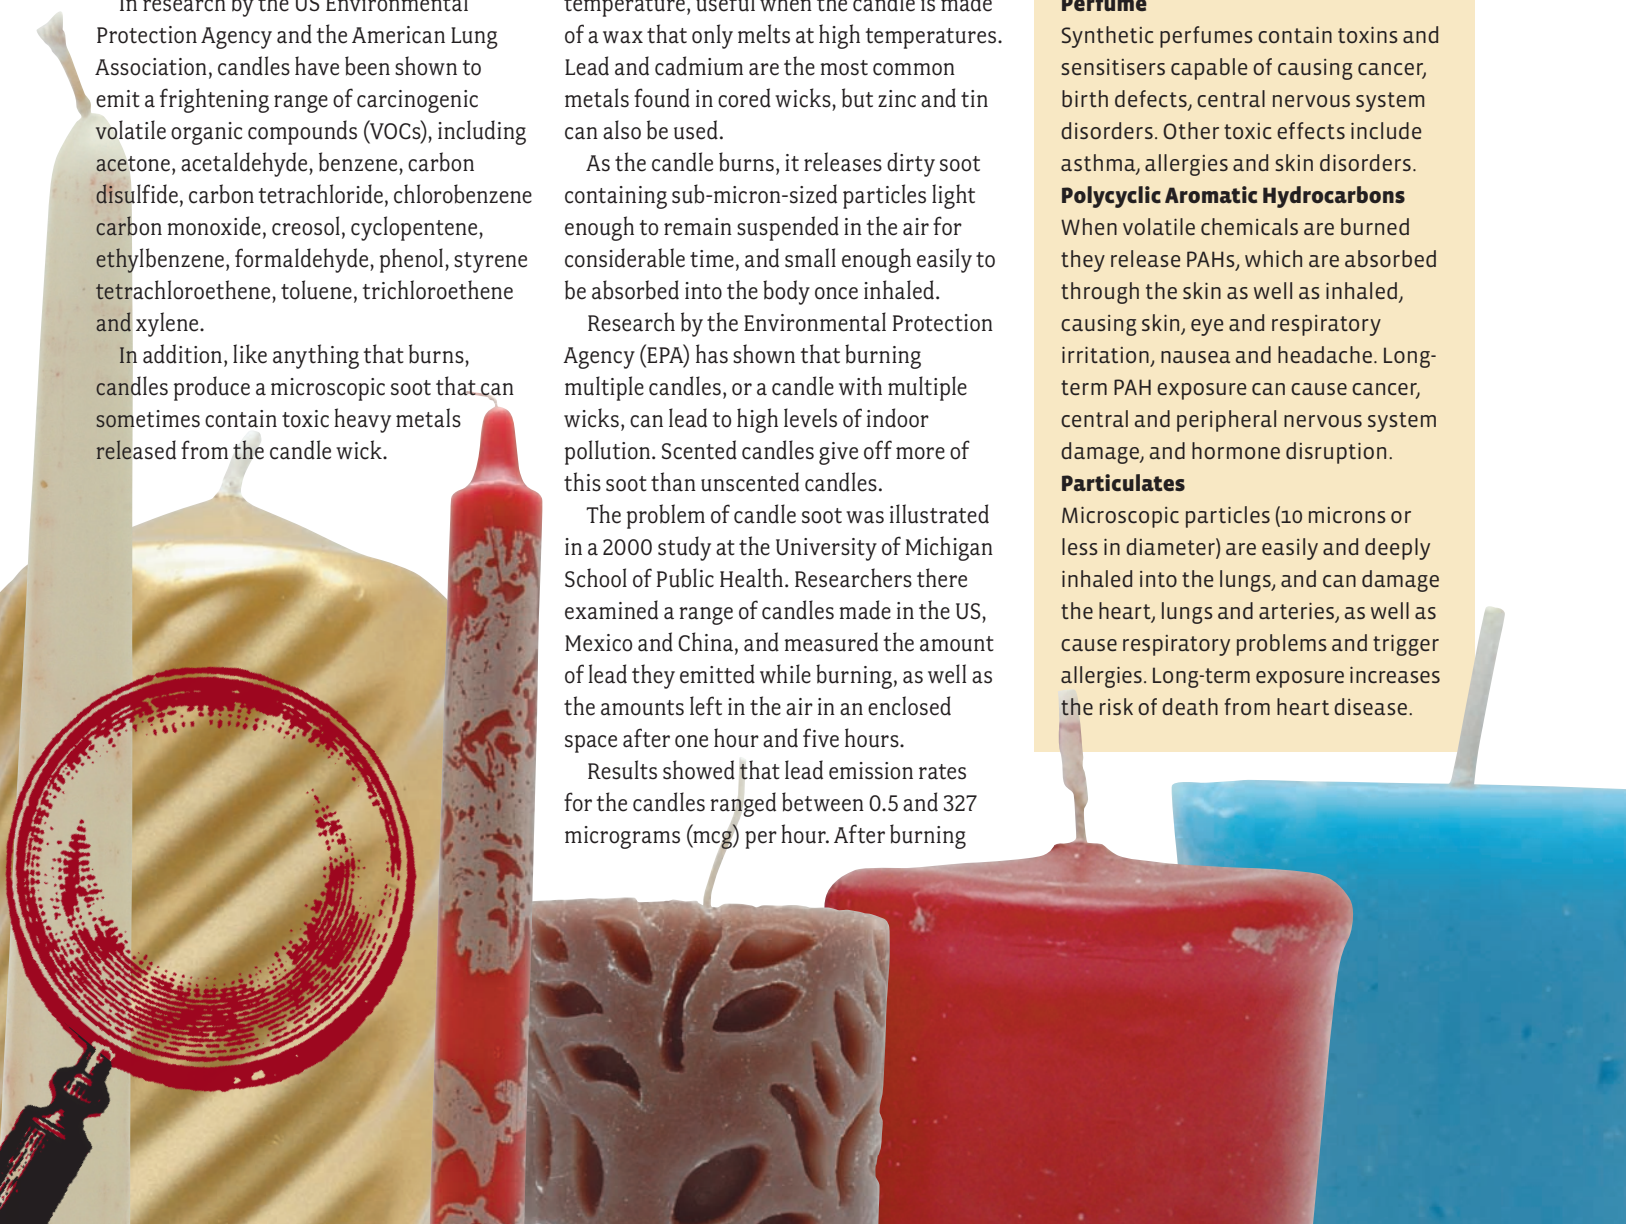 In research by the US Environmental
Protection Agency and the American Lung
Association, candles have been shown to
emit a frightening range of carcinogenic
volatile organic compounds (VOCs), including
acetone, acetaldehyde, benzene, carbon
disulfide, carbon tetrachloride, chlorobenzene
carbon monoxide, creosol, cyclopentene,
ethylbenzene, formaldehyde, phenol, styrene
tetrachloroethene, toluene, trichloroethene
and xylene.
In addition, like anything that burns,
candles produce a microscopic soot that can
sometimes contain toxic heavy metals
released from the candle wick.
temperature, useful when the candle is made
of a wax that only melts at high temperatures.
Lead and cadmium are the most common
metals found in cored wicks, but zinc and tin
can also be used.
As the candle burns, it releases dirty soot
containing sub-micron-sized particles light
enough to remain suspended in the air for
considerable time, and small enough easily to
be absorbed into the body once inhaled.
Research by the Environmental Protection
Agency (EPA) has shown that burning
multiple candles, or a candle with multiple
wicks, can lead to high levels of indoor
pollution. Scented candles give off more of
this soot than unscented candles.
The problem of candle soot was illustrated
in a 2000 study at the University of Michigan
School of Public Health. Researchers there
examined a range of candles made in the US,
Mexico and China, and measured the amount
of lead they emitted while burning, as well as
the amounts left in the air in an enclosed
space after one hour and five hours.
Results showed that lead emission rates
for the candles ranged between 0.5 and 327
micrograms (mcg) per hour. After burning
Perfume
Synthetic perfumes contain toxins and
sensitisers capable of causing cancer,
birth defects, central nervous system
disorders. Other toxic effects include
asthma, allergies and skin disorders.
Polycyclic Aromatic Hydrocarbons
When volatile chemicals are burned
they release PAHs, which are absorbed
through the skin as well as inhaled,
causing skin, eye and respiratory
irritation, nausea and headache. Long-
term PAH exposure can cause cancer,
central and peripheral nervous system
damage, and hormone disruption.
Particulates
Microscopic particles (10 microns or
less in diameter) are easily and deeply
inhaled into the lungs, and can damage
the heart, lungs and arteries, as well as
cause respiratory problems and trigger
allergies. Long-term exposure increases
the risk of death from heart disease.